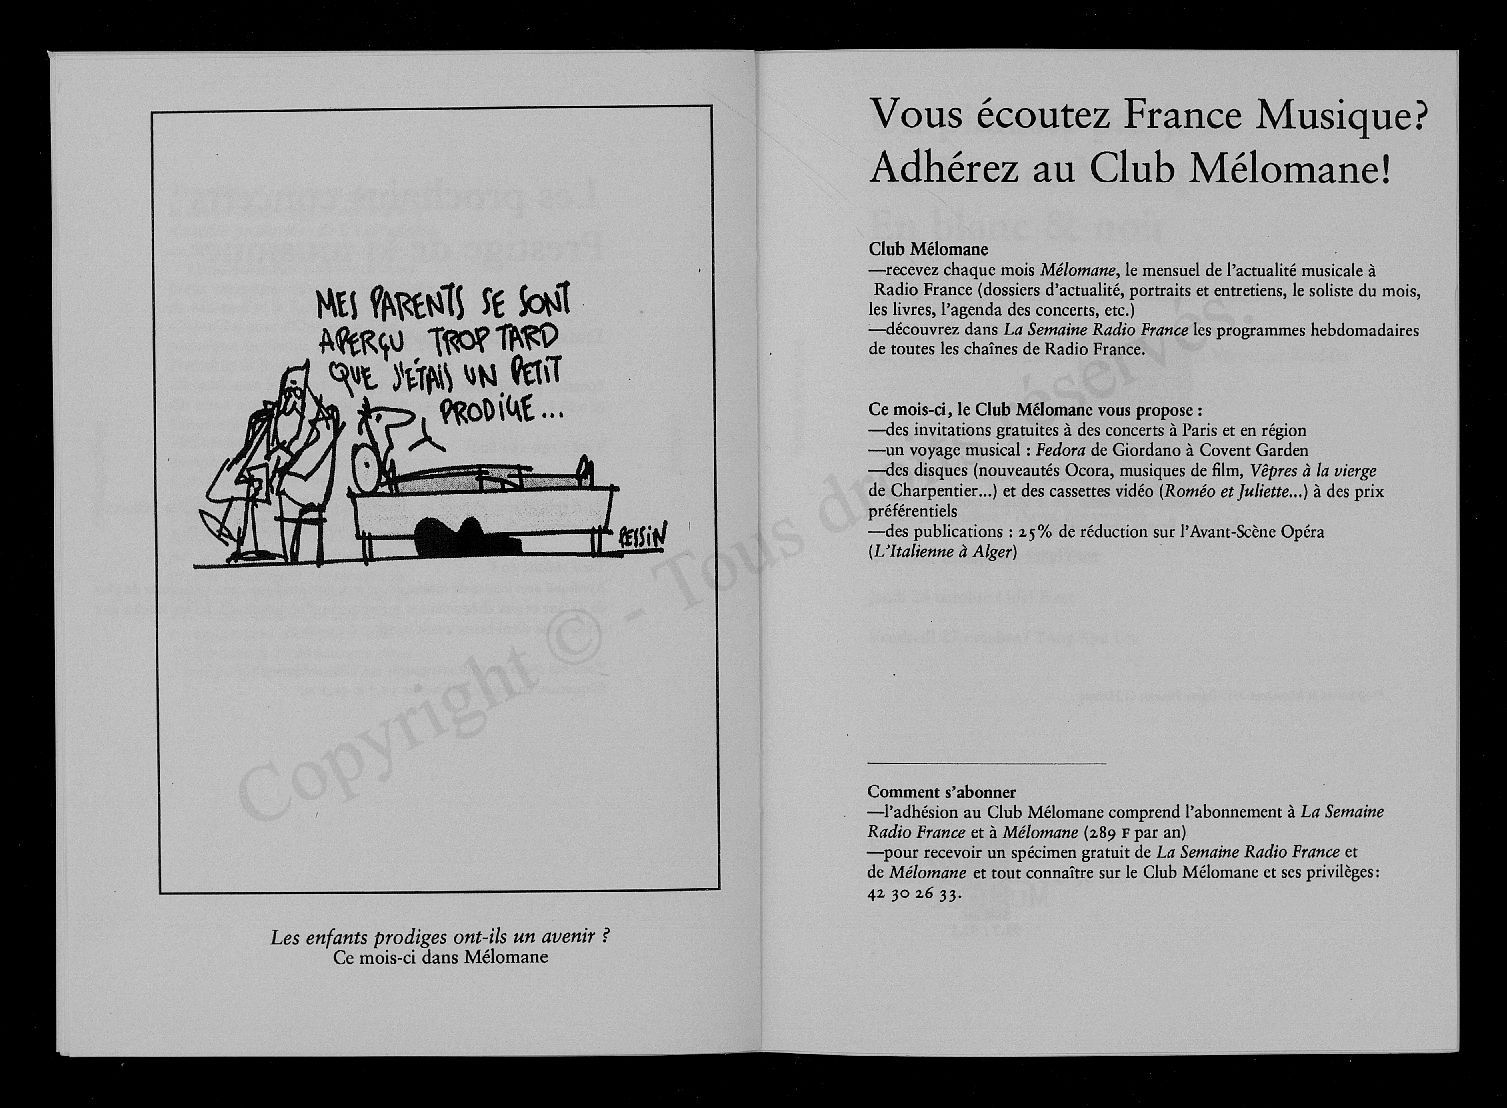 MES PARENTS SE SONT
APERÇU TROP TARD
QUE J'ÉTAIS UN PETIT
PRODIGE...
PESSIN
Les enfants prodiges ont-ils un avenir ?
Ce mois-ci dans Mélomane
Vous écoutez France Musique?
Adhérez au Club Mélomane!
Club Mélomane
—recevez chaque mois Mélomane, le mensuel de l'actualité musicale à
Radio France (dossiers d'actualité, portraits et entretiens, le soliste du mois,
les livres, l'agenda des concerts, etc.)
—découvrez dans La Semaine Radio France les programmes hebdomadaires
de toutes les chaînes de Radio France.
Ce mois-ci, le Club Mélomane vous propose :
—des invitations gratuites à des concerts à Paris et en région
—un voyage musical : Fedora de Giordano à Covent Garden
—des disques (nouveautés Ocora, musiques de film, Vêpres à la vierge
de Charpentier...) et des cassettes vidéo (Roméo et Juliette...) à des prix
préférentiels
—des publications : 25% de réduction sur l'Avant-Scène Opéra
(L'Italienne à Alger)
Comment s'abonner
—l'adhésion au Club Mélomane comprend l'abonnement à La Semaine
Radio France et à Mélomane (289 F par an)
—pour recevoir un spécimen gratuit de La Semaine Radio France et
de Mélomane et tout connaître sur le Club Mélomane et ses privilèges:
42 30 26 33.
Copyright © - Tous droits réservés.